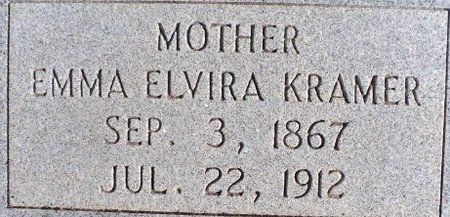 MOTHER
EMMA ELVIRA KRAMER
SEP. 3, 1867
JUL. 22, 1912